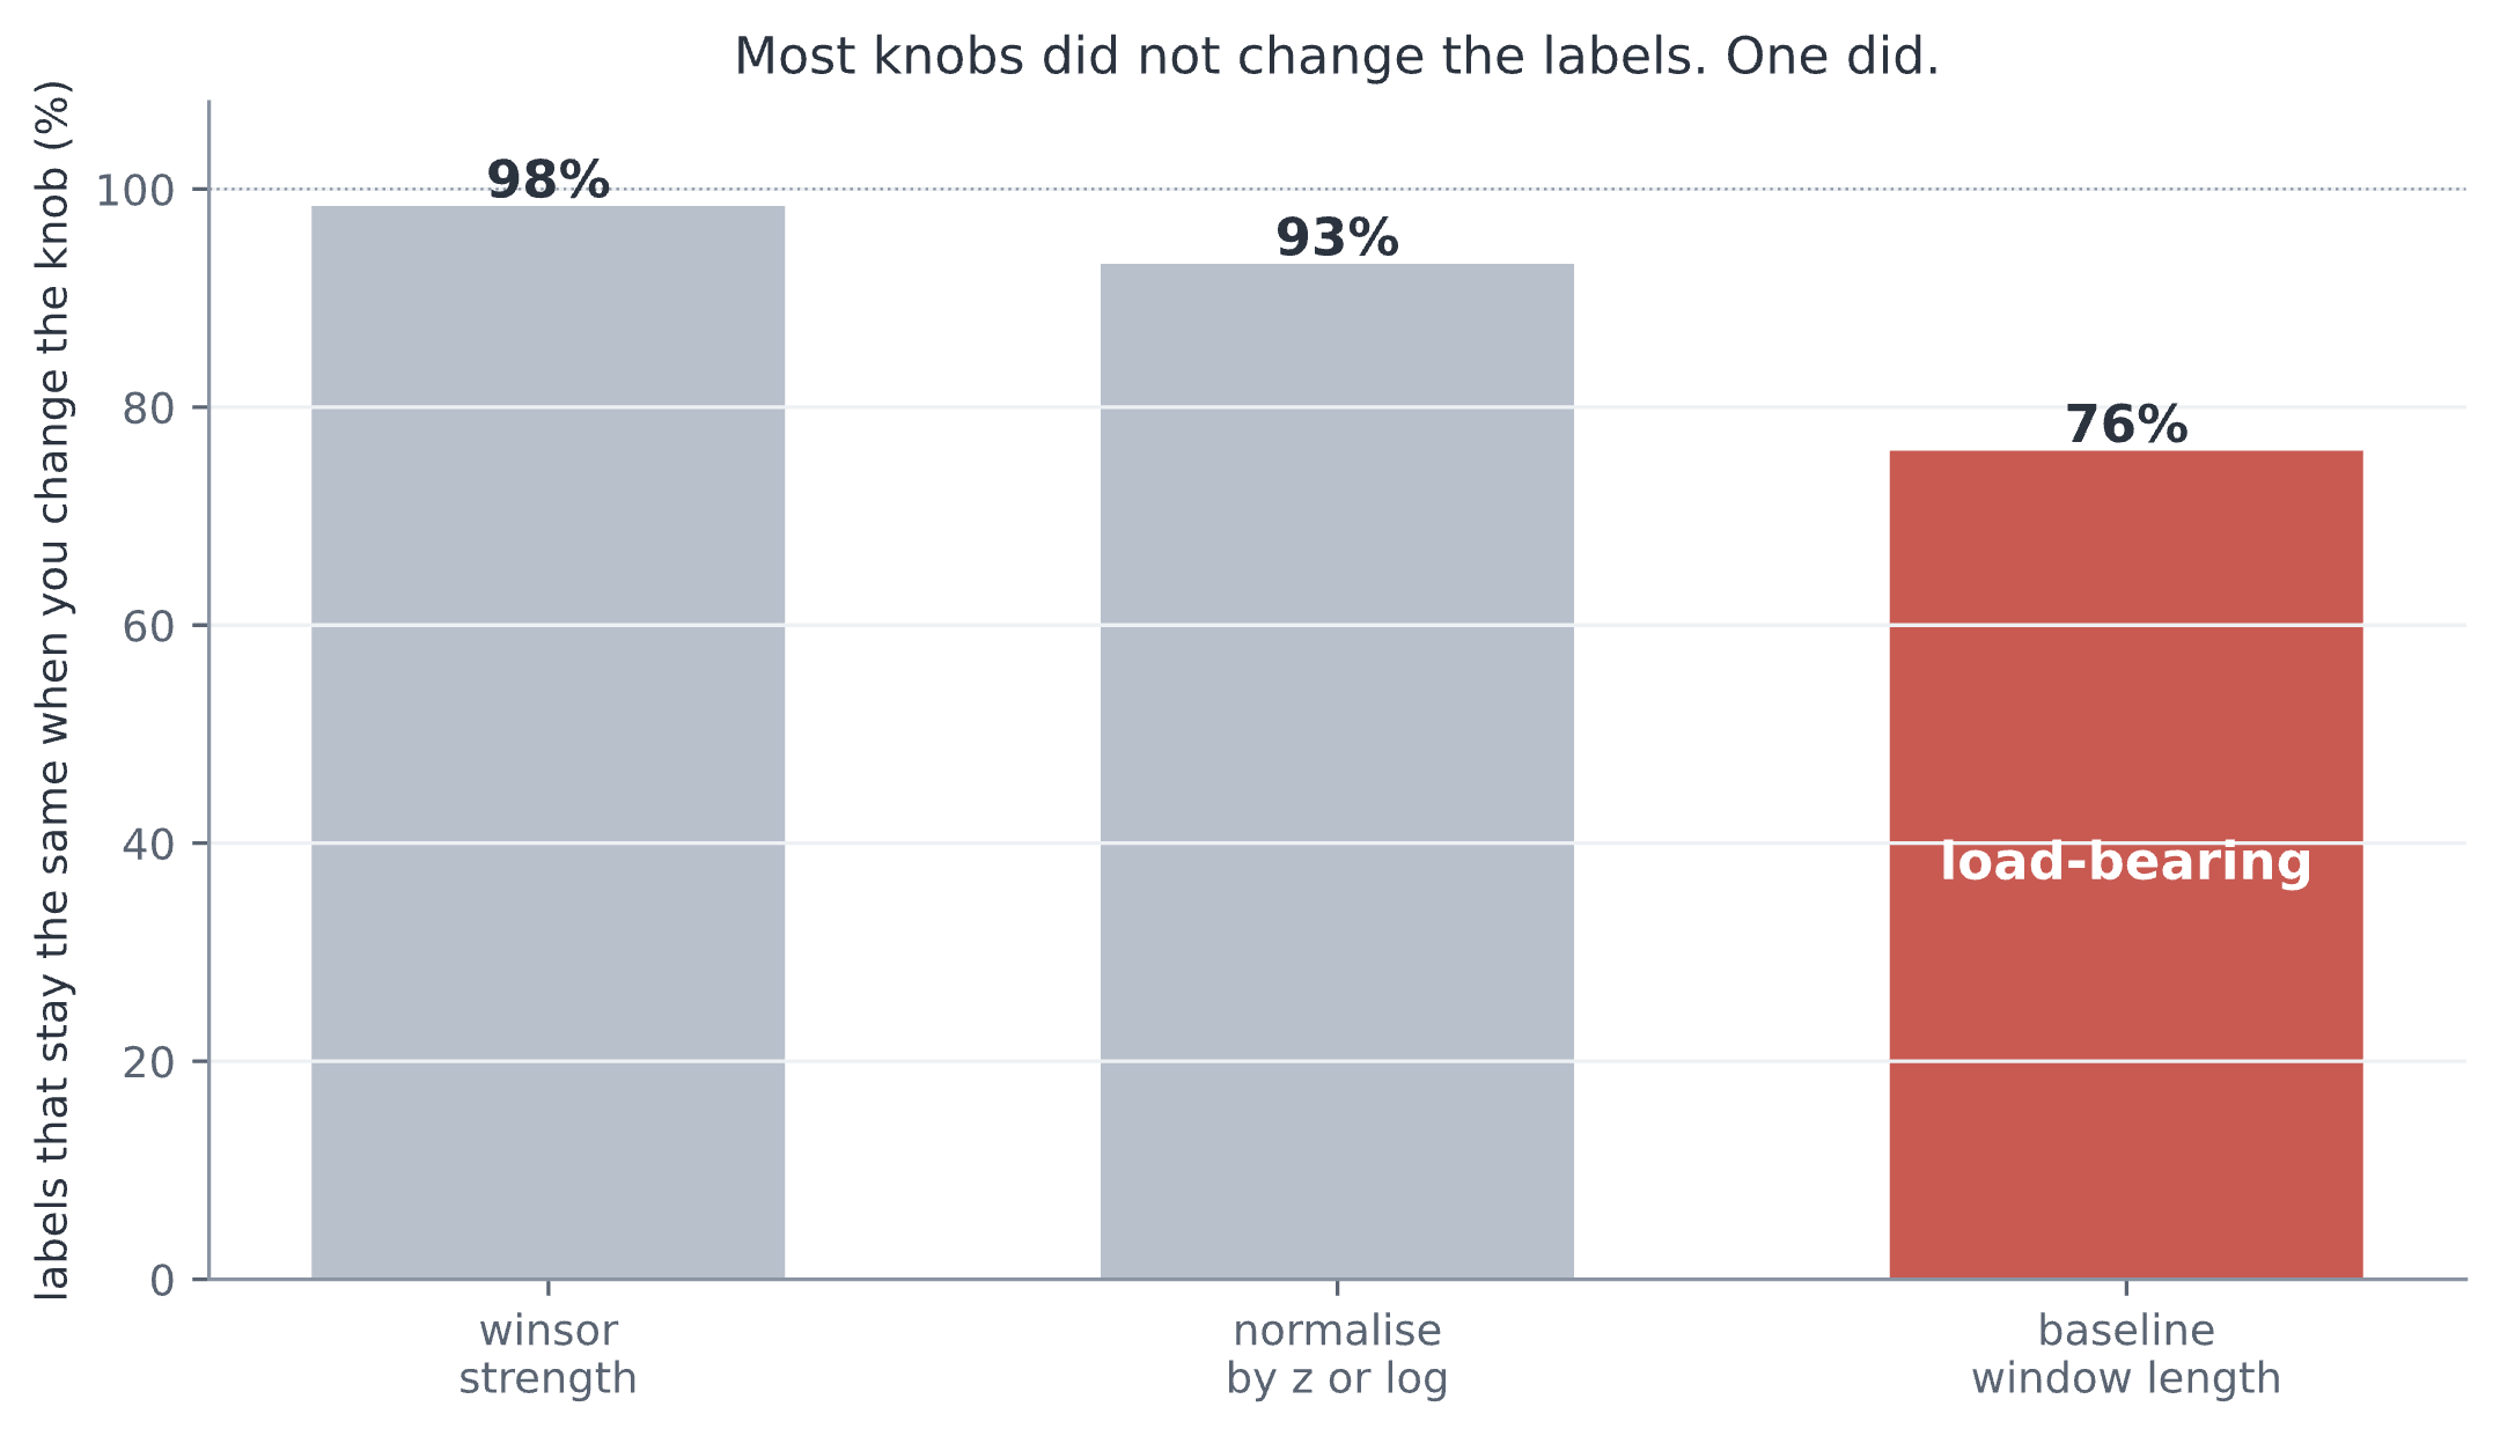 Most knobs did not change the labels. One did.
labels that stay the same when you change the knob (%)
100
80
60
40
20
0
98%
93%
76%
load-bearing
winsor
strength
normalise
by z or log
baseline
window length